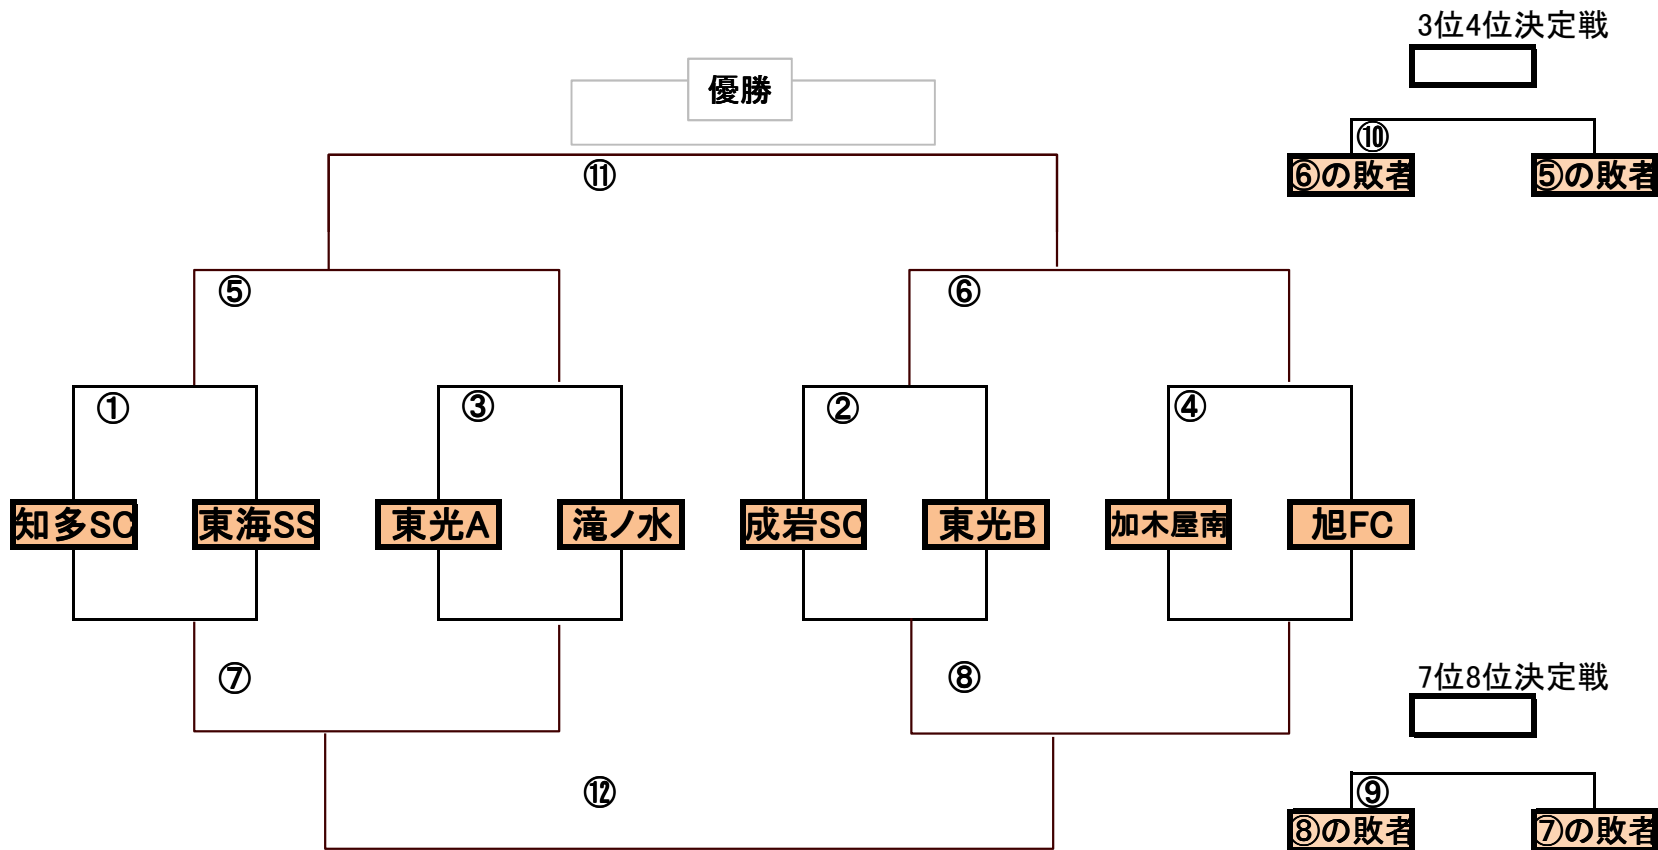 3位4位決定戦
優勝
⑩
⑪
⑥の敗者
⑤の敗者
⑤
⑥
①
③
②
④
知多SC
東海SS
東光A
滝ノ水
成岩SC
東光B
加木屋南
旭FC
⑦
⑧
7位8位決定戦
⑫
⑨
⑧の敗者
⑦の敗者